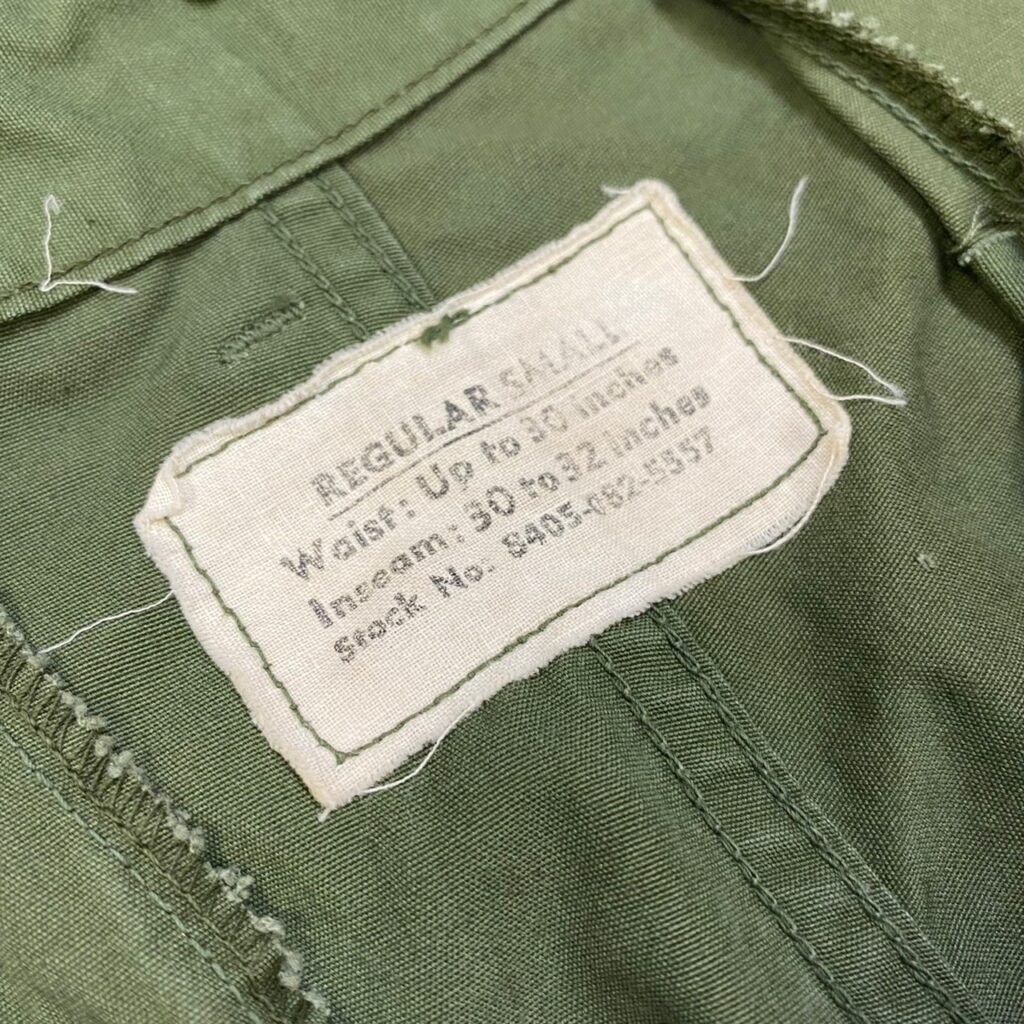 REGULAR SMALL
Waist: Up to 30 inches
Inseam: 30 to 32 inches
Stock No. 8405-082-5557